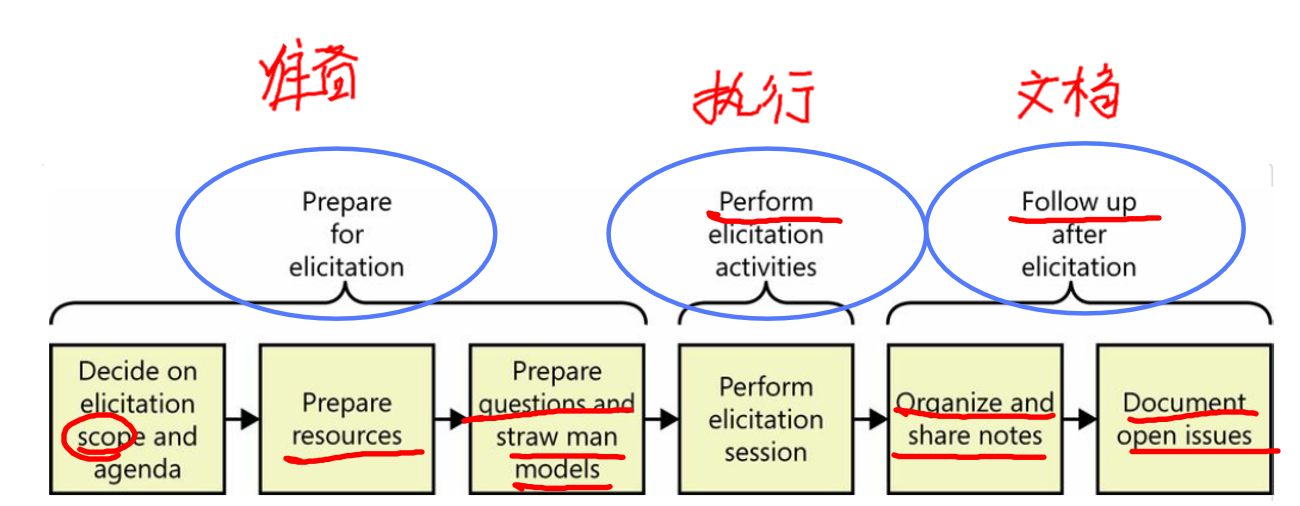 准备
执行
文档
Prepare
for
elicitation
Perform
elicitation
activities
Follow up
after
elicitation
Decide on
elicitation
scope and
agenda
Prepare
resources
Prepare
questions and
straw man
models
Perform
elicitation
session
Organize and
share notes
Document
open issues